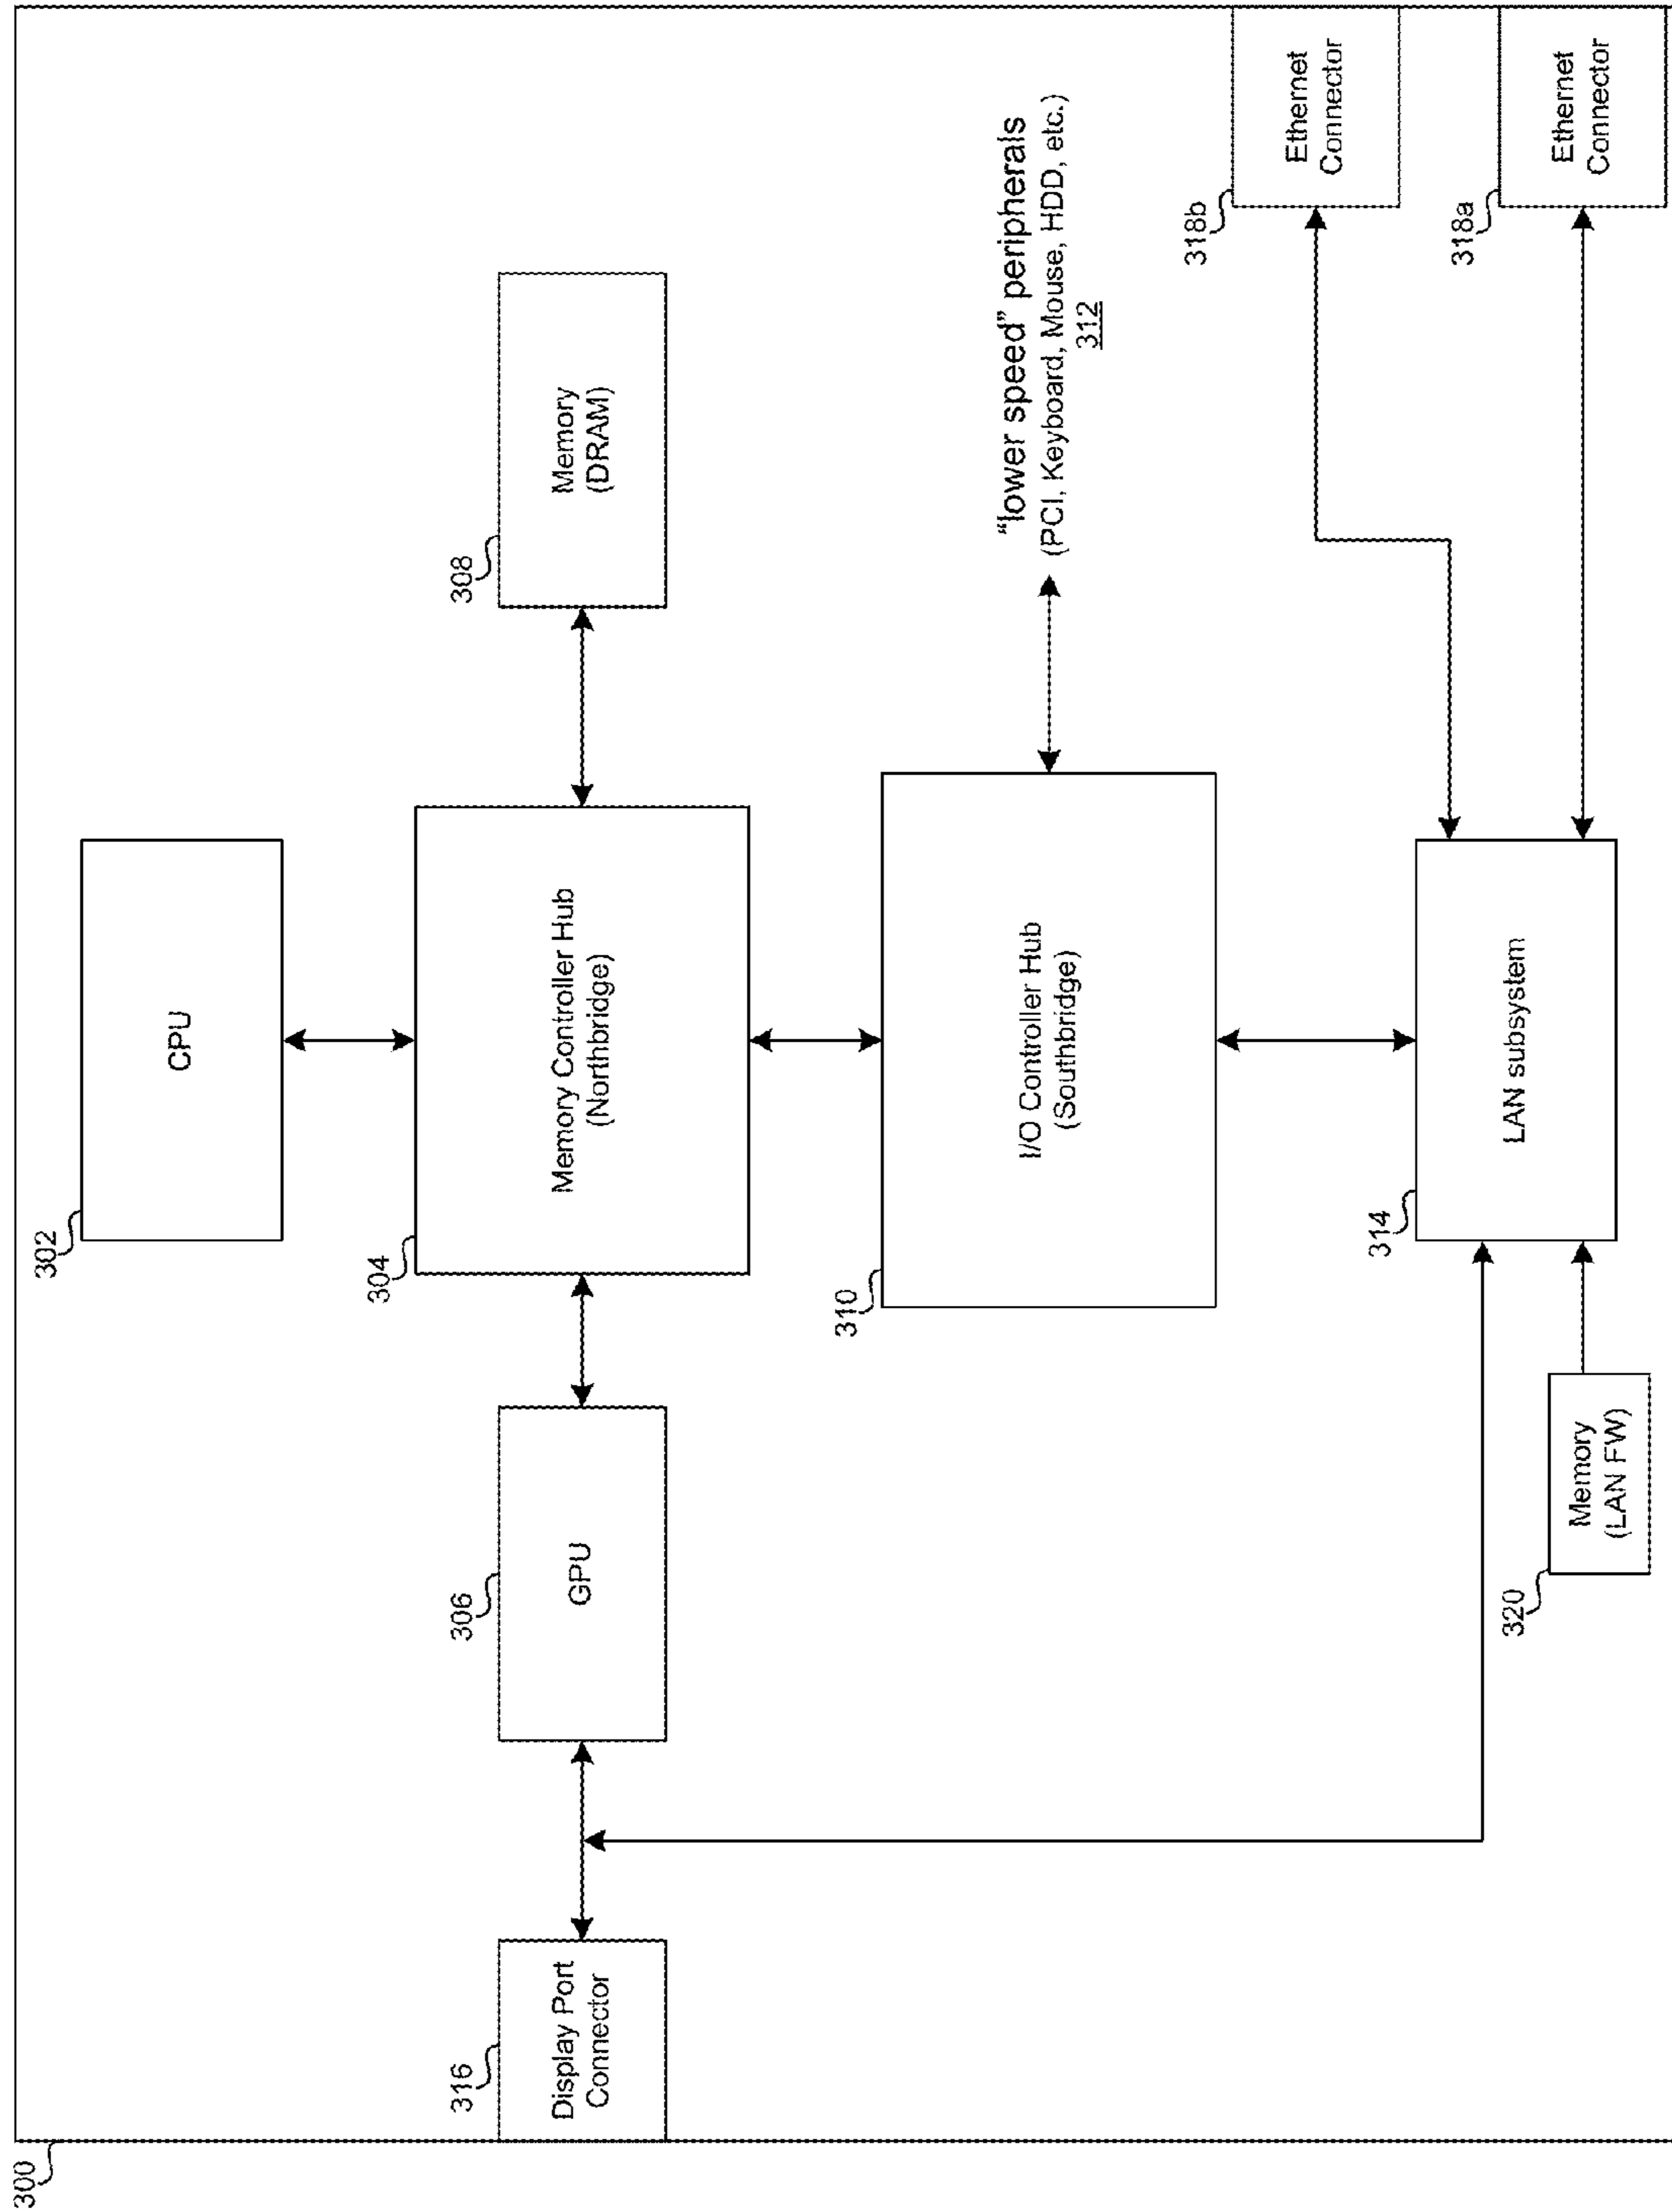 300
302
CPU
304
Memory Controller Hub
(Northbridge)
316
Display Port
Connector
306
GPU
308
Memory
(DRAM)
310
I/O Controller Hub
(Southbridge)
"lower speed" peripherals
(PCI, Keyboard, Mouse, HDD, etc.)
312
314
LAN subsystem
320
Memory
(LAN FW)
318b
Ethernet
Connector
318a
Ethernet
Connector